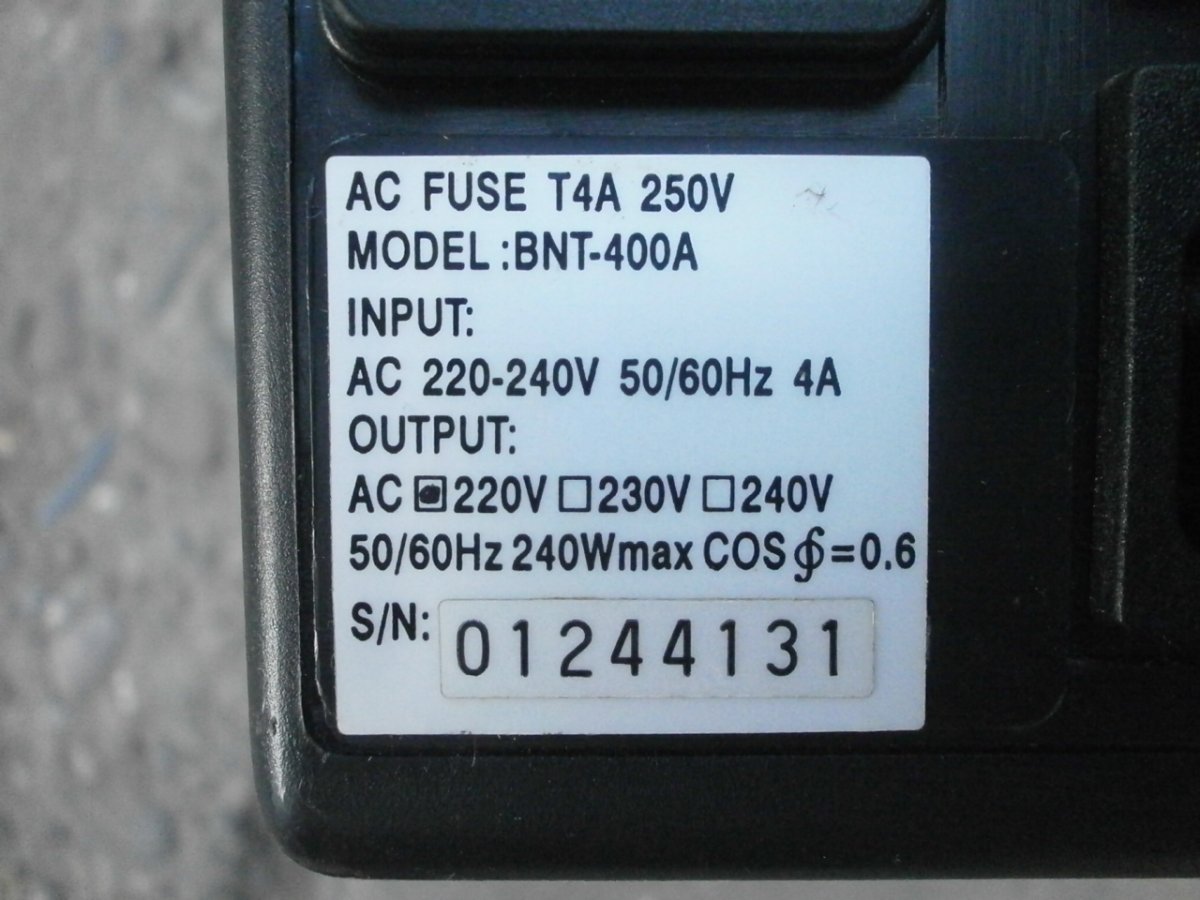 AC FUSE T4A 250V
MODEL :BNT-400A
INPUT:
AC 220-240V 50/60Hz 4A
OUTPUT:
AC ▣220V □230V □240V
50/60Hz 240Wmax COS∮=0.6
S/N: 01244131